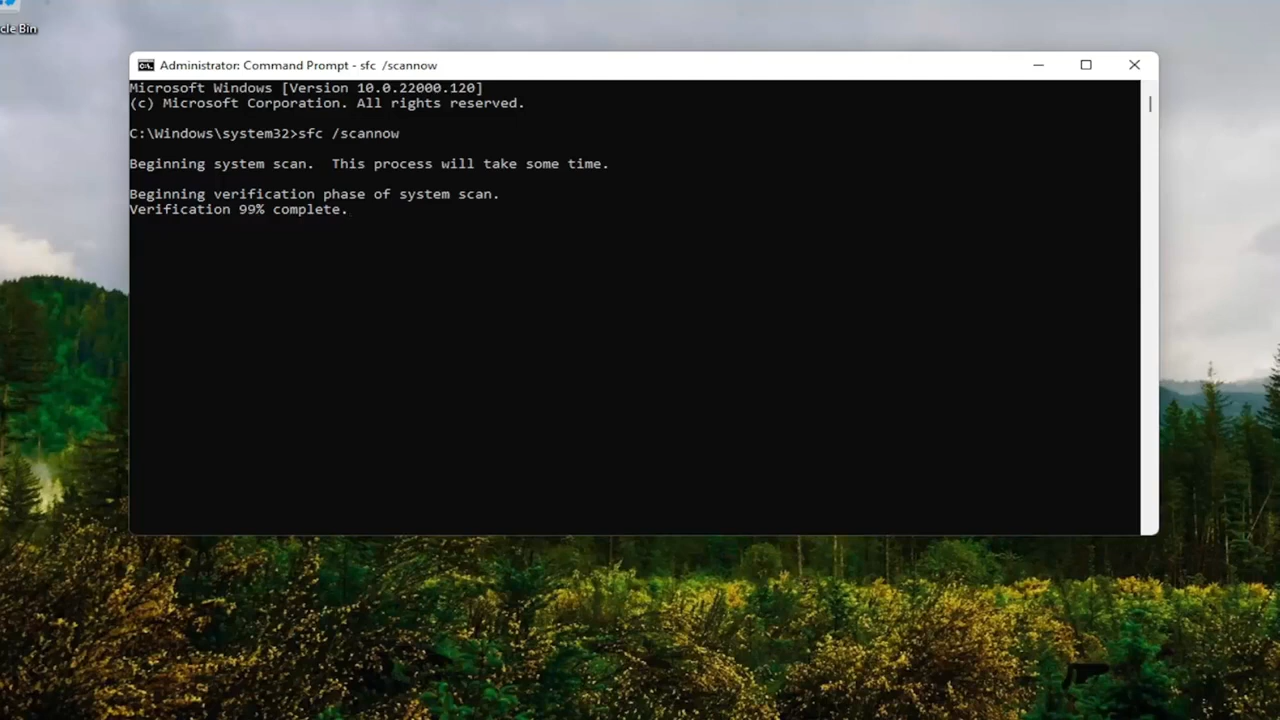 cle Bin
Administrator: Command Prompt - sfc  /scannow
Microsoft Windows [Version 10.0.22000.120]
(c) Microsoft Corporation. All rights reserved.
C:\Windows\system32>sfc /scannow
Beginning system scan.  This process will take some time.
Beginning verification phase of system scan.
Verification 99% complete.